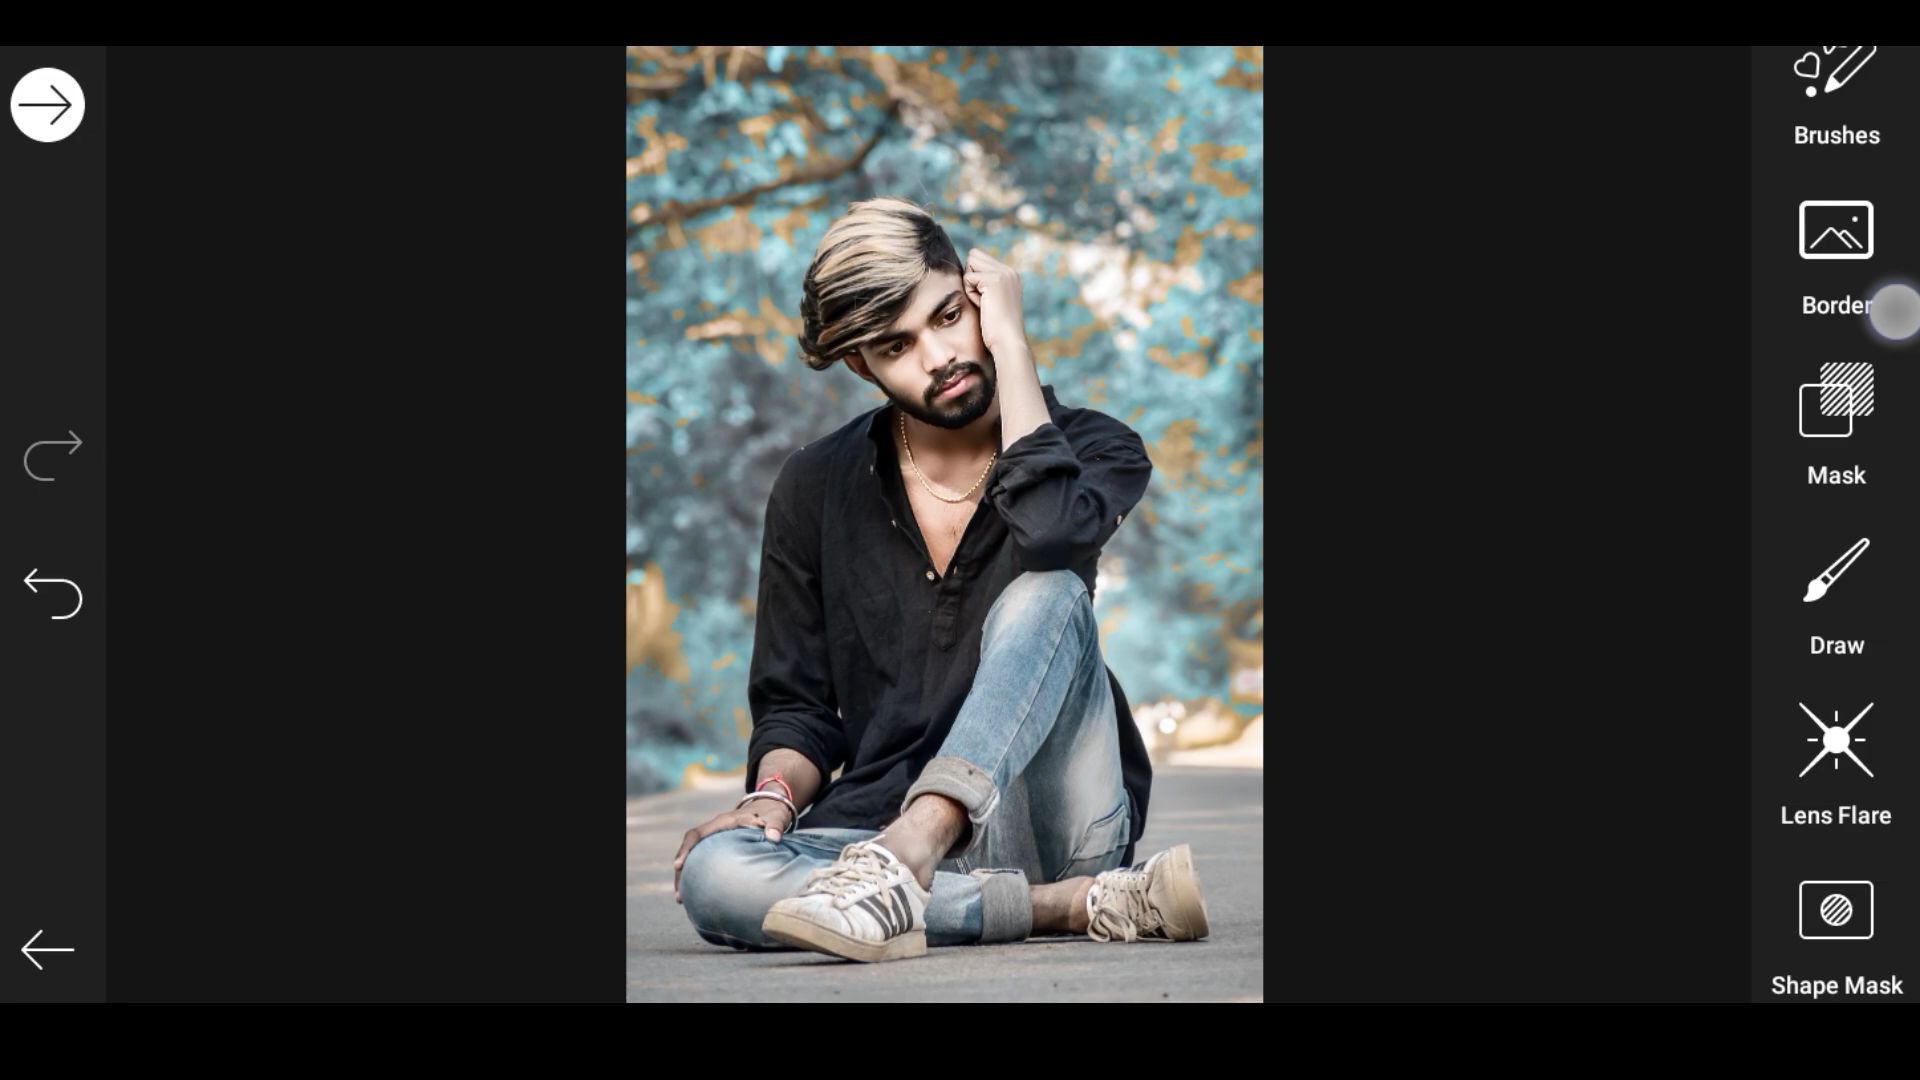 Brushes
Border
Mask
Draw
Lens Flare
Shape Mask